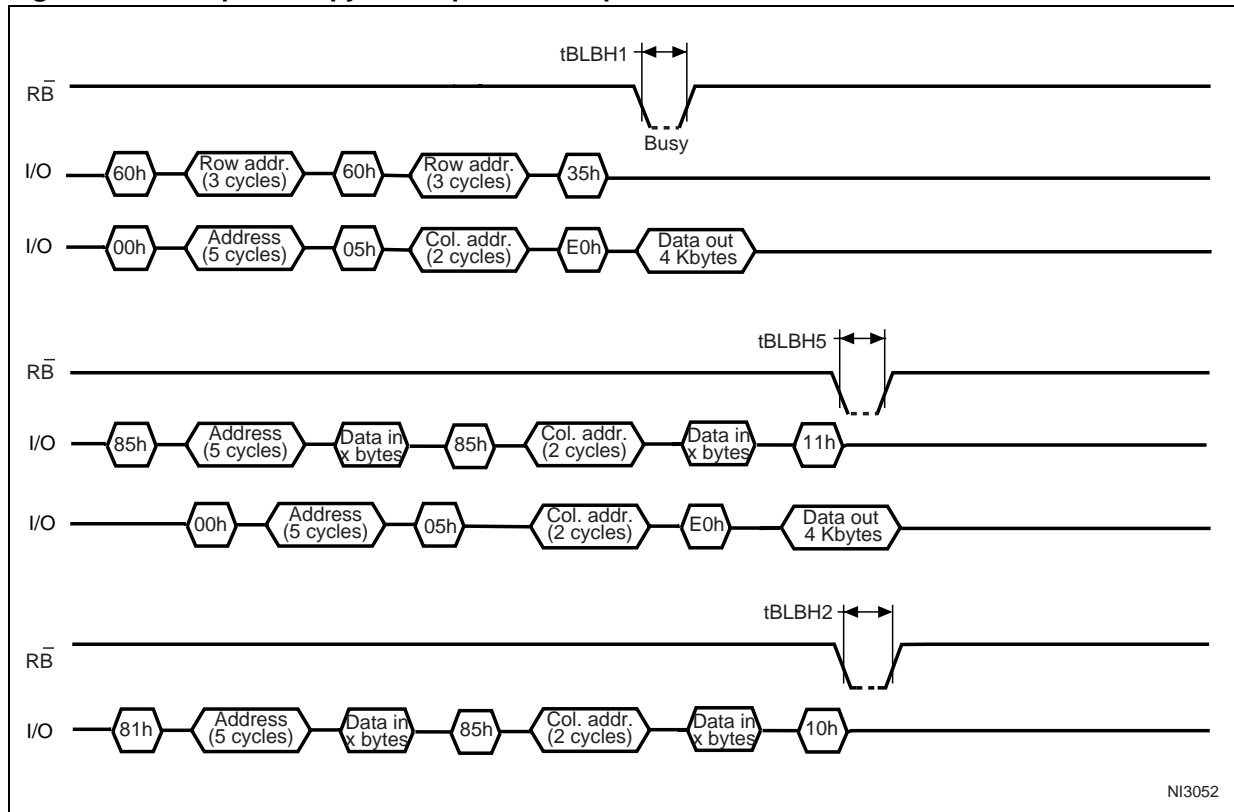 tBLBH1
RB̅
Busy
I/O 60h Row addr. (3 cycles) 60h Row addr. (3 cycles) 35h
I/O 00h Address (5 cycles) 05h Col. addr. (2 cycles) E0h Data out 4 Kbytes
tBLBH5
RB̅
I/O 85h Address (5 cycles) Data in x bytes 85h Col. addr. (2 cycles) Data in x bytes 11h
I/O 00h Address (5 cycles) 05h Col. addr. (2 cycles) E0h Data out 4 Kbytes
tBLBH2
RB̅
I/O 81h Address (5 cycles) Data in x bytes 85h Col. addr. (2 cycles) Data in x bytes 10h
NI3052